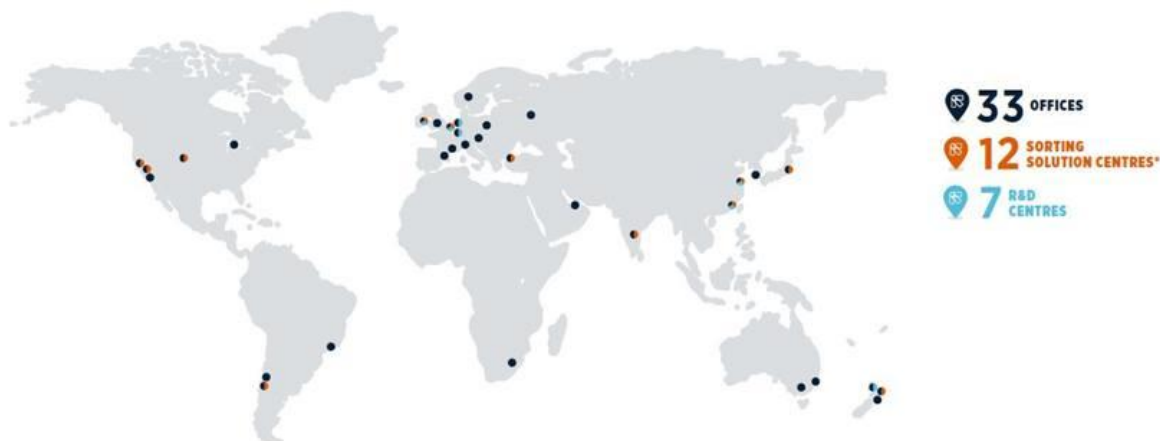 33 OFFICES
12 SORTING
SOLUTION CENTRES*
7 R&D
CENTRES